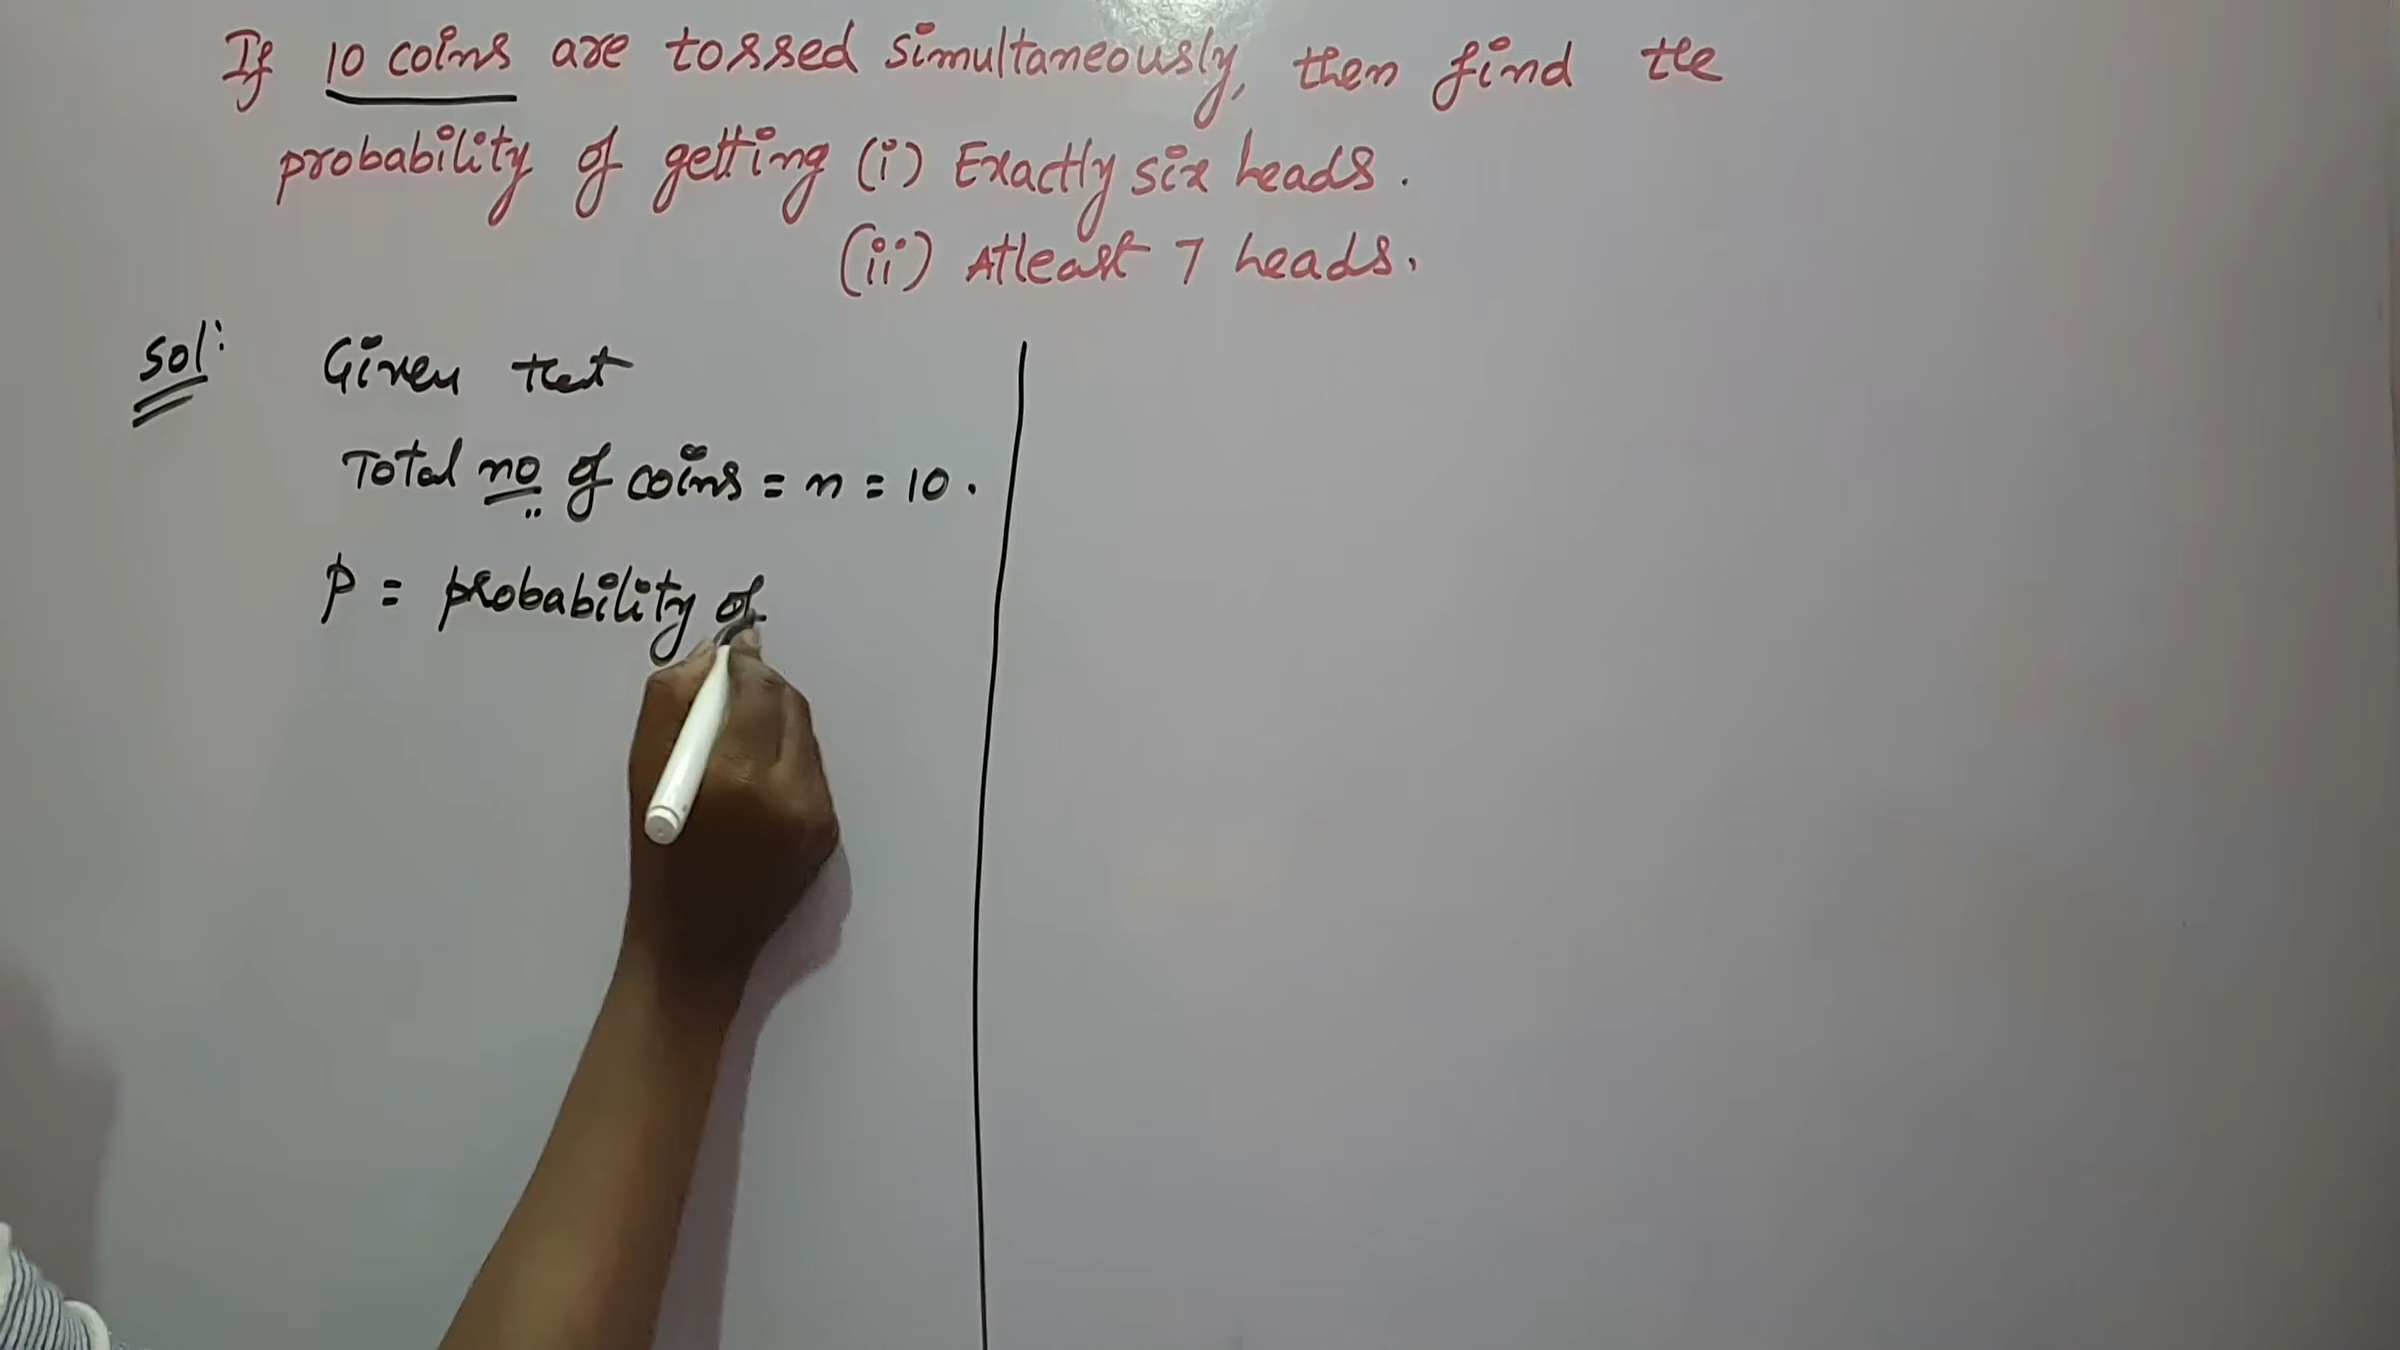 If 10 coins are tossed simultaneously, then find the
probability of getting (i) Exactly six heads.
(ii) Atleast 7 heads.
Sol: Given that
Total no of coins = n = 10.
P = probability of